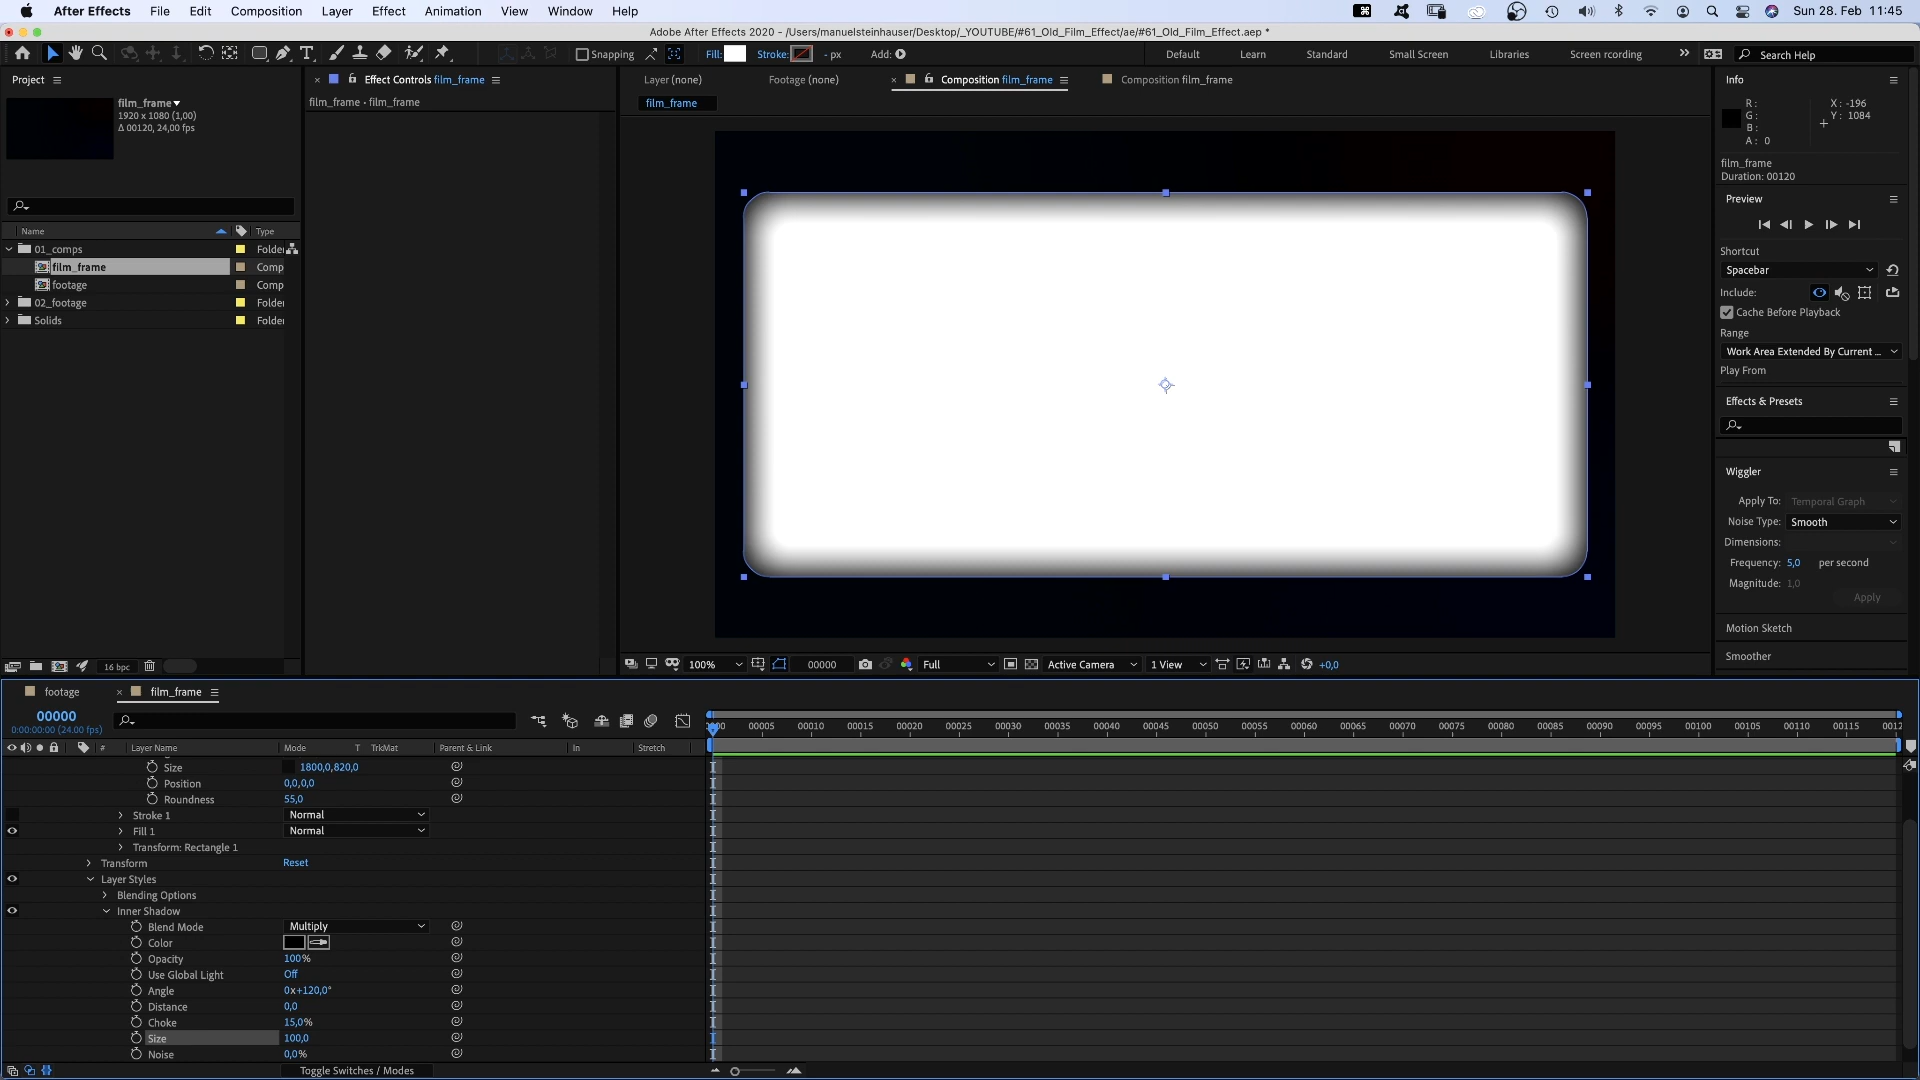 After Effects File Edit Composition Layer Effect Animation View Window Help Sun 28. Feb 11:45
Adobe After Effects 2020 - /Users/manuelsteinhauser/Desktop/_YOUTUBE/#61_Old_Film_Effect/ae/#61_Old_Film_Effect.aep *
Snapping Fill: Stroke: - px Add: Default Learn Standard Small Screen Libraries Screen rcording Search Help
Project
Effect Controls film_frame
Layer (none) Footage (none) Composition film_frame Composition film_frame
Info
film_frame
1920 x 1080 (1,00)
Δ 00120, 24,00 fps
film_frame • film_frame
film_frame
R: X: -196
G: Y: 1084
B:
A: 0
film_frame
Duration: 00120
Preview
Shortcut
Spacebar
Include:
Cache Before Playback
Range
Work Area Extended By Current ...
Play From
Effects & Presets
Wiggler
Apply To: Temporal Graph
Noise Type: Smooth
Dimensions:
Frequency: 5,0 per second
Magnitude: 1,0
Apply
Motion Sketch
Smoother
Name Type
01_comps Folder
film_frame Comp
footage Comp
02_footage Folder
Solids Folder
16 bpc
100% 00000 Full Active Camera 1 View +0,0
footage film_frame
00000
0:00:00:00 (24.00 fps)
00005 00010 00015 00020 00025 00030 00035 00040 00045 00050 00055 00060 00065 00070 00075 00080 00085 00090 00095 00100 00105 00110 00115 0012
# Layer Name Mode T TrkMat Parent & Link In Stretch
Size 1800,0,820,0
Position 0,0,0,0
Roundness 55,0
Stroke 1 Normal
Fill 1 Normal
Transform: Rectangle 1
Transform Reset
Layer Styles
Blending Options
Inner Shadow
Blend Mode Multiply
Color
Opacity 100%
Use Global Light Off
Angle 0x+120,0°
Distance 0,0
Choke 15,0%
Size 100,0
Noise 0,0%
Toggle Switches / Modes